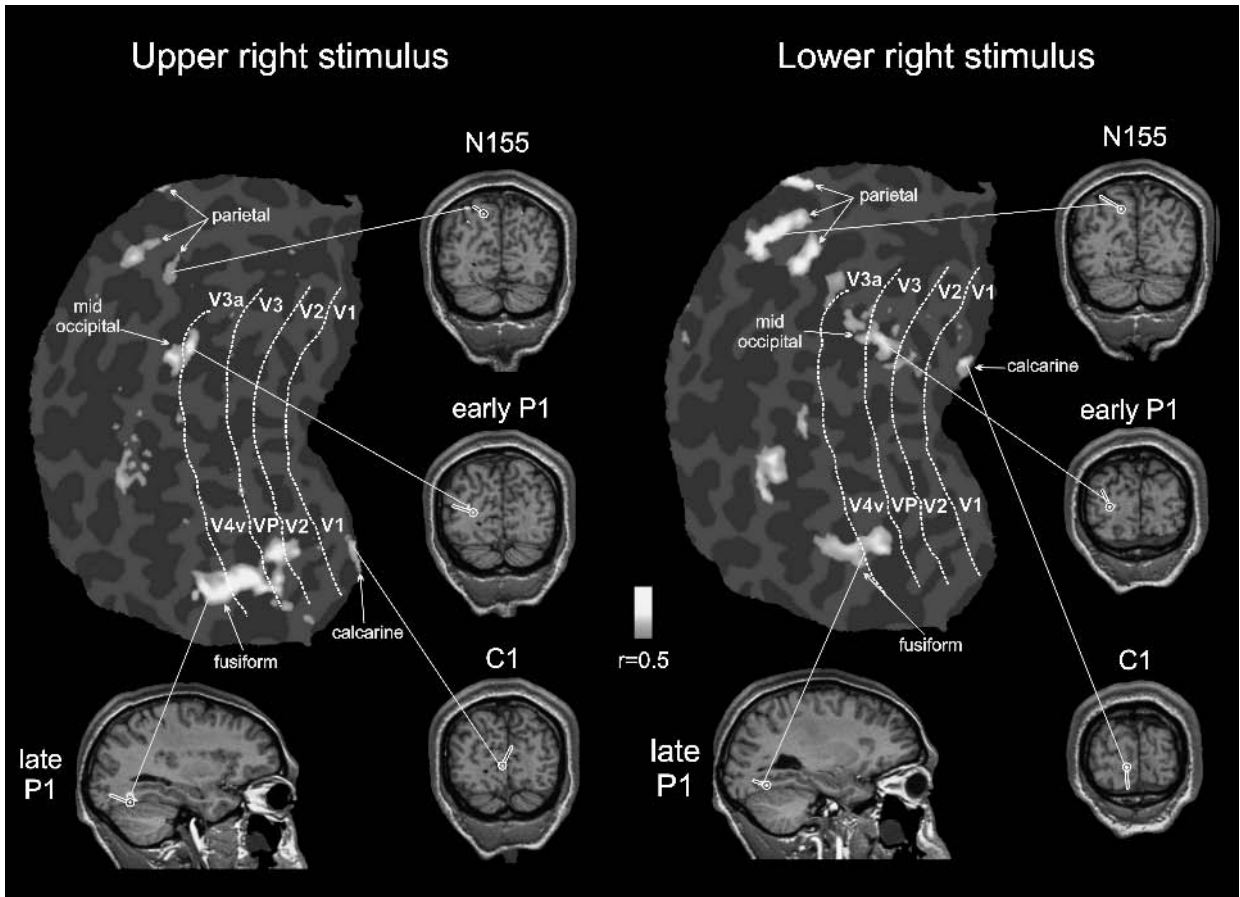 Upper right stimulus
Lower right stimulus
N155
parietal
V3a
V3
V2
V1
mid
occipital
early P1
V4v
VP
V2
V1
calcarine
fusiform
C1
late
P1
N155
parietal
V3a
V3
V2
V1
mid
occipital
calcarine
early P1
V4v
VP
V2
V1
fusiform
r=0.5
C1
late
P1